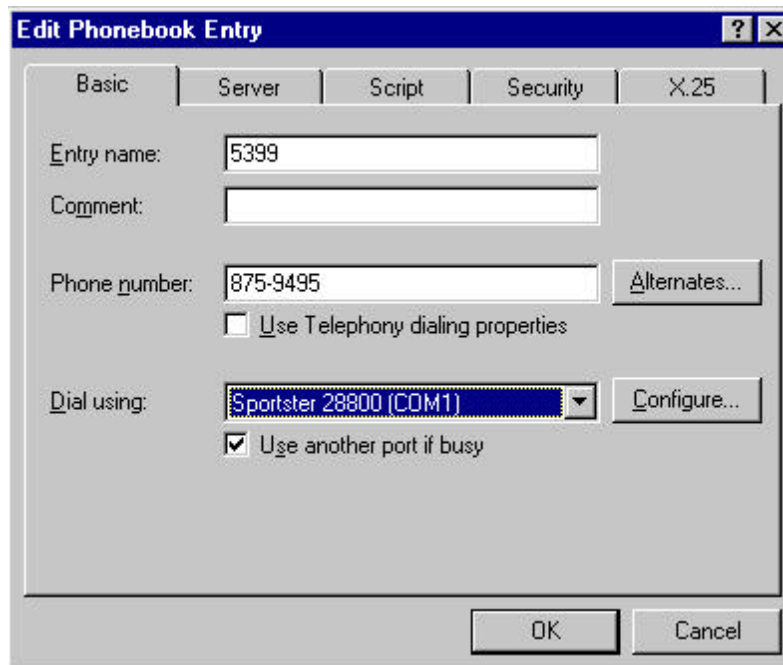 Edit Phonebook Entry
Basic Server Script Security X.25
Entry name: 5399
Comment:
Phone number: 875-9495 Alternates...
Use Telephony dialing properties
Dial using: Sportster 28800 (COM1) Configure...
Use another port if busy
OK Cancel